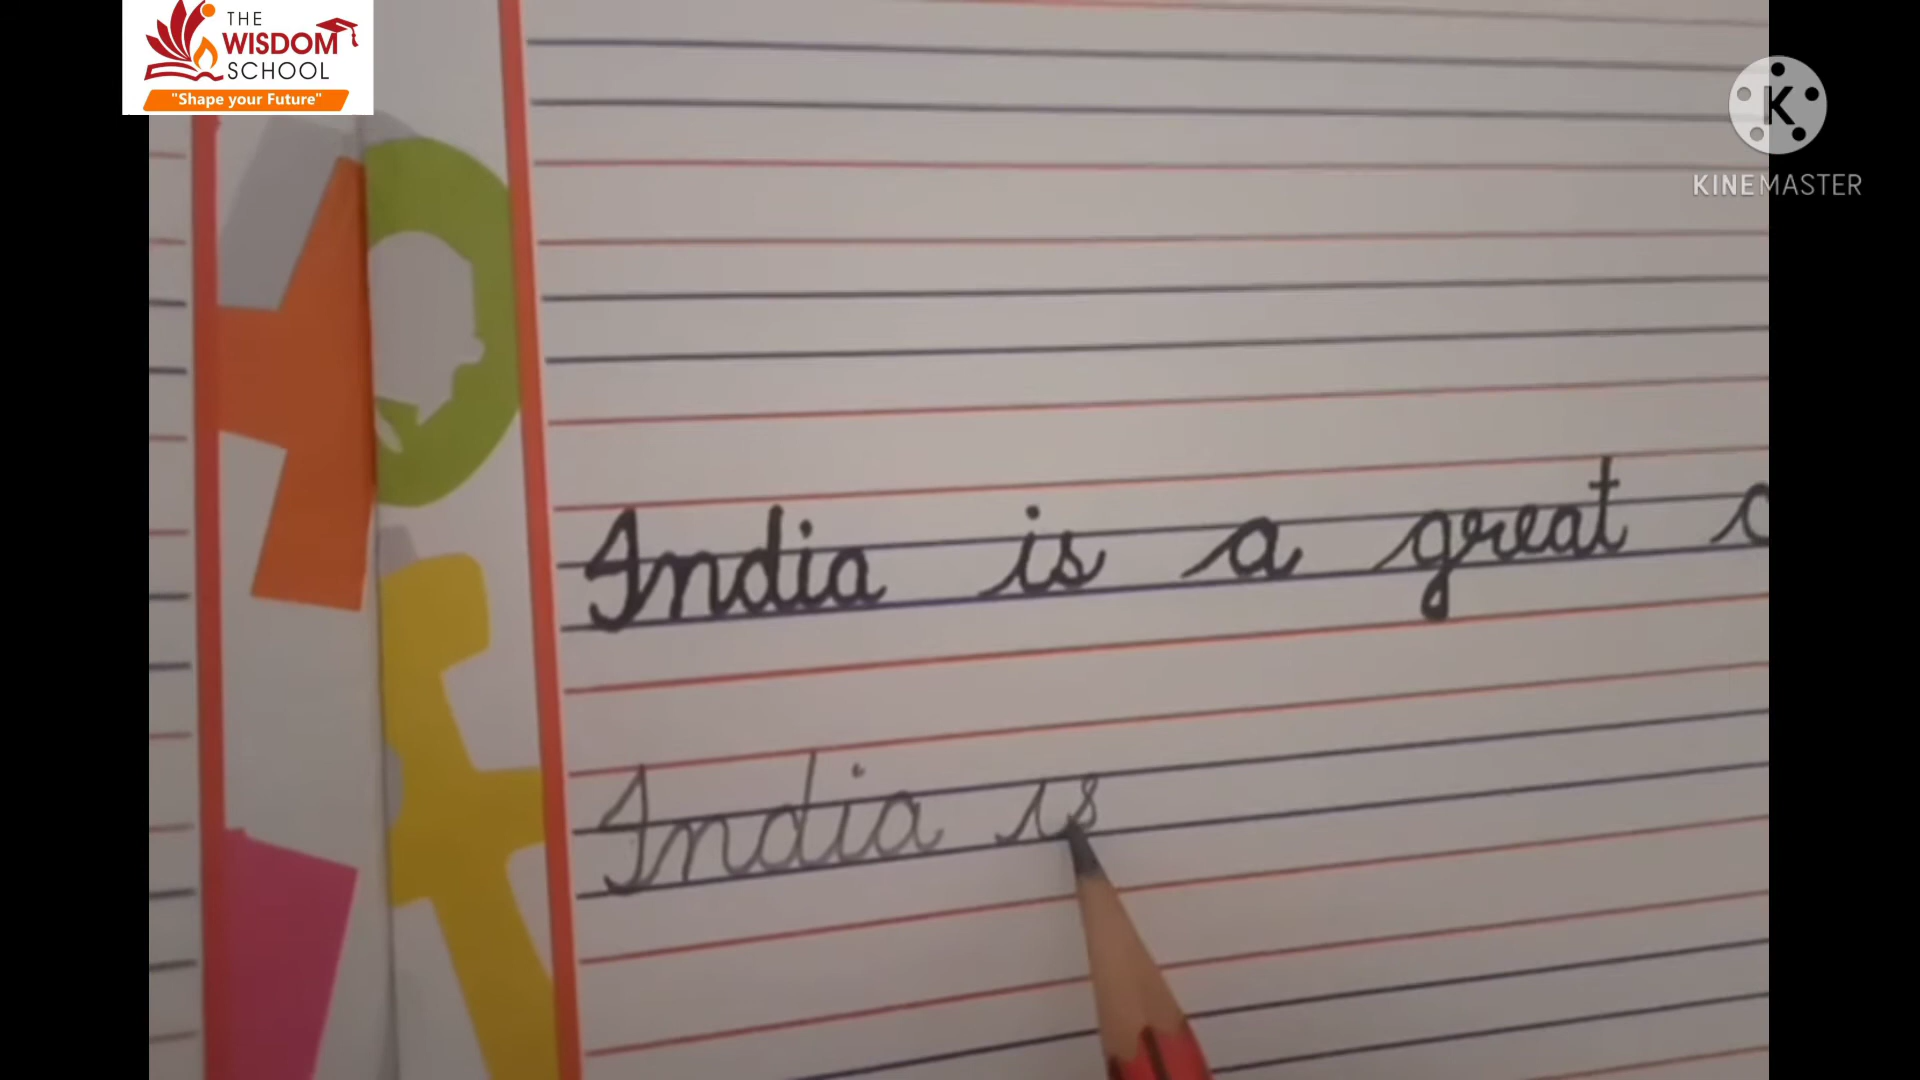 THE
WISDOM
SCHOOL
"Shape your Future"
K
KINEMASTER
India is a great
India is